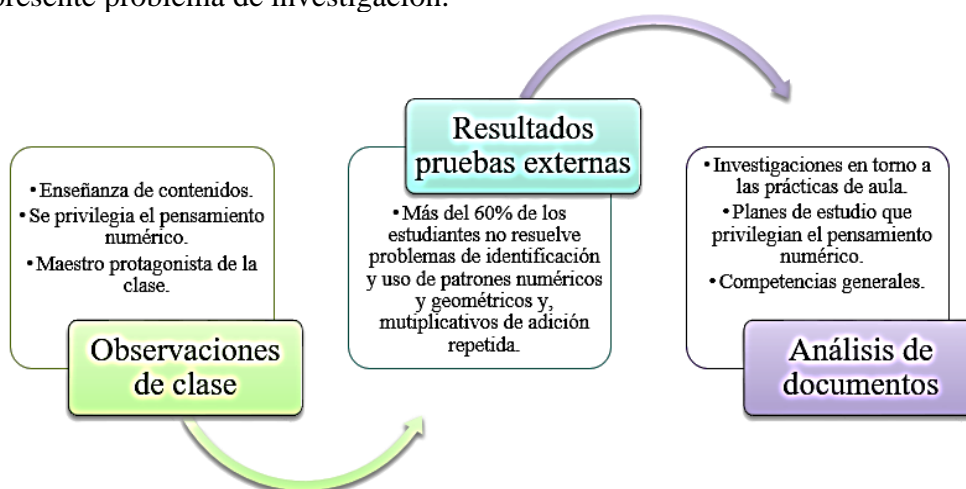 presente problema de investigación.
• Enseñanza de contenidos.
• Se privilegia el pensamiento
numérico.
• Maestro protagonista de la
clase.
Observaciones
de clase
Resultados
pruebas externas
• Más del 60% de los
estudiantes no resuelve
problemas de identificación
y uso de patrones numéricos
y geométricos y,
mutiplicativos de adición
repetida.
• Investigaciones en torno a
las prácticas de aula.
• Planes de estudio que
privilegian el pensamiento
numérico.
• Competencias generales.
Análisis de
documentos